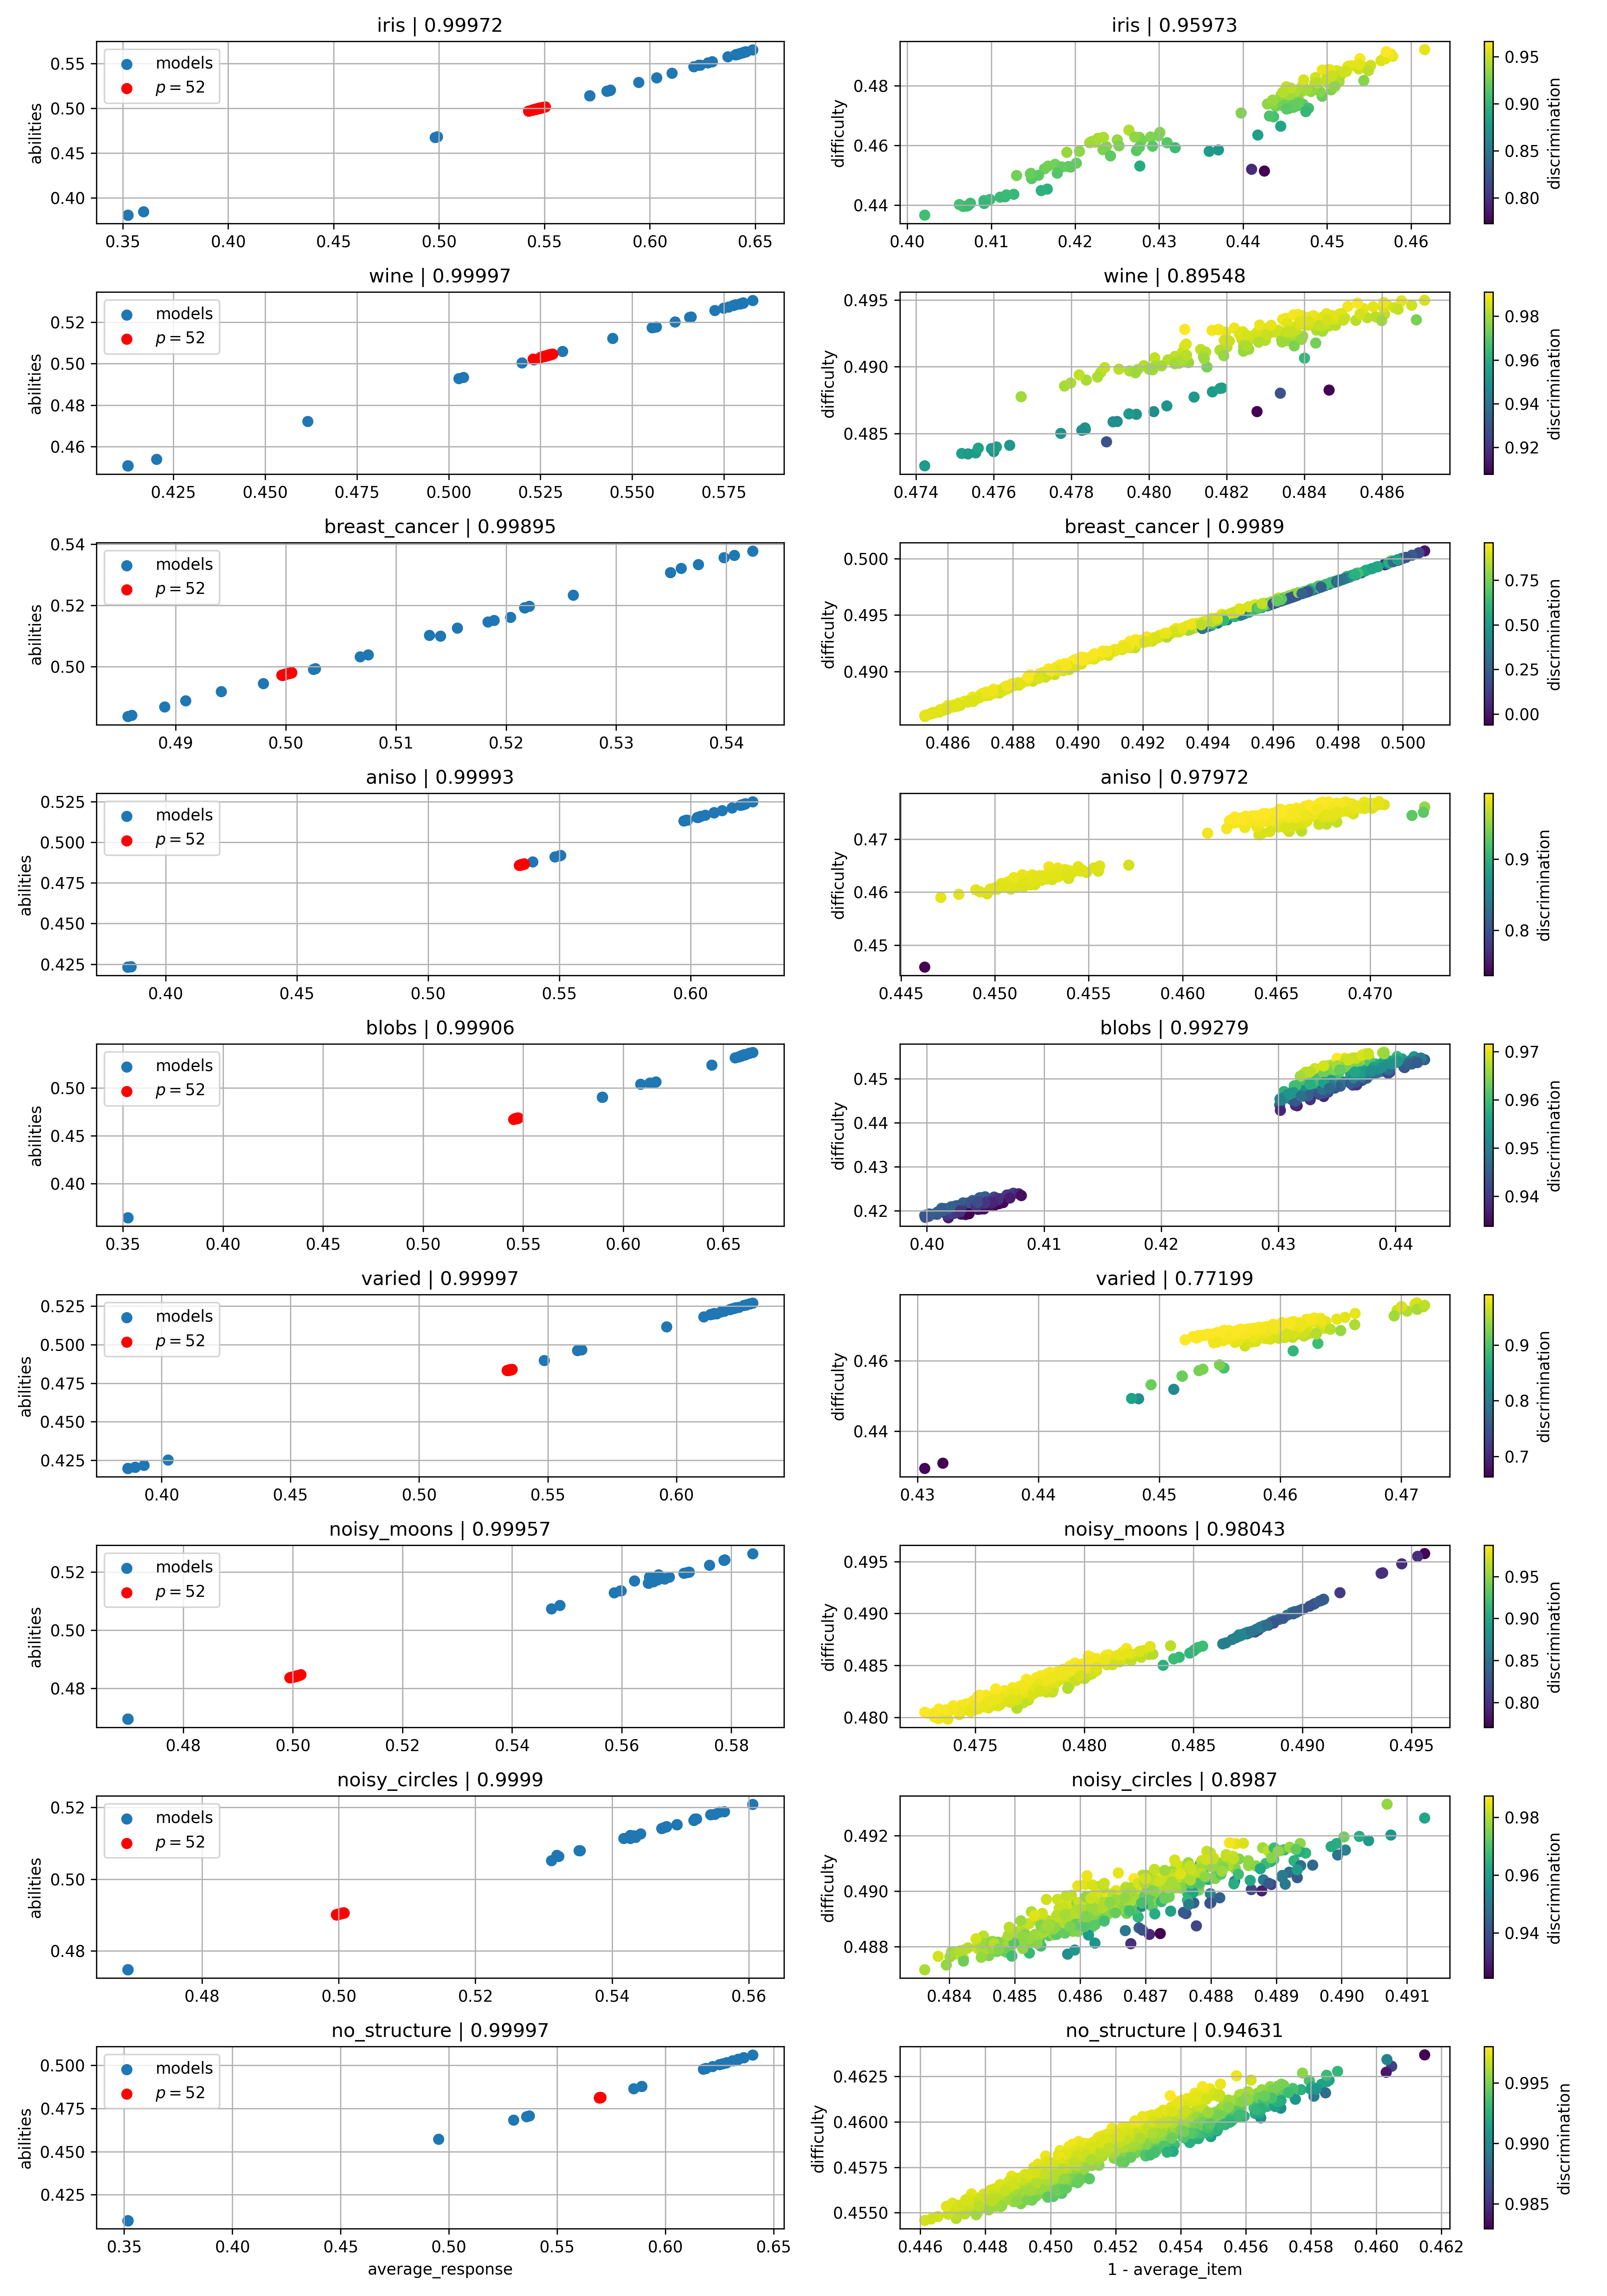 iris | 0.99972
abilities
0.55
0.50
0.45
0.40
models
p = 52
0.35 0.40 0.45 0.50 0.55 0.60 0.65
iris | 0.95973
difficulty
0.48
0.46
0.44
0.40 0.41 0.42 0.43 0.44 0.45 0.46
0.95
0.90
0.85
0.80
discrimination
wine | 0.99997
abilities
0.52
0.50
0.48
0.46
models
p = 52
0.425 0.450 0.475 0.500 0.525 0.550 0.575
wine | 0.89548
difficulty
0.495
0.490
0.485
0.474 0.476 0.478 0.480 0.482 0.484 0.486
0.98
0.96
0.94
0.92
discrimination
breast_cancer | 0.99895
abilities
0.54
0.52
0.50
models
p = 52
0.49 0.50 0.51 0.52 0.53 0.54
breast_cancer | 0.9989
difficulty
0.500
0.495
0.490
0.486 0.488 0.490 0.492 0.494 0.496 0.498 0.500
0.75
0.50
0.25
0.00
discrimination
aniso | 0.99993
abilities
0.525
0.500
0.475
0.450
0.425
models
p = 52
0.40 0.45 0.50 0.55 0.60
aniso | 0.97972
difficulty
0.47
0.46
0.45
0.445 0.450 0.455 0.460 0.465 0.470
0.9
0.8
discrimination
blobs | 0.99906
abilities
0.50
0.45
0.40
models
p = 52
0.35 0.40 0.45 0.50 0.55 0.60 0.65
blobs | 0.99279
difficulty
0.45
0.44
0.43
0.42
0.40 0.41 0.42 0.43 0.44
0.97
0.96
0.95
0.94
discrimination
varied | 0.99997
abilities
0.525
0.500
0.475
0.450
0.425
models
p = 52
0.40 0.45 0.50 0.55 0.60
varied | 0.77199
difficulty
0.46
0.44
0.43 0.44 0.45 0.46 0.47
0.9
0.8
0.7
discrimination
noisy_moons | 0.99957
abilities
0.52
0.50
0.48
models
p = 52
0.48 0.50 0.52 0.54 0.56 0.58
noisy_moons | 0.98043
difficulty
0.495
0.490
0.485
0.480
0.475 0.480 0.485 0.490 0.495
0.95
0.90
0.85
0.80
discrimination
noisy_circles | 0.9999
abilities
0.52
0.50
0.48
models
p = 52
0.48 0.50 0.52 0.54 0.56
noisy_circles | 0.8987
difficulty
0.492
0.490
0.488
0.484 0.485 0.486 0.487 0.488 0.489 0.490 0.491
0.98
0.96
0.94
discrimination
no_structure | 0.99997
abilities
0.500
0.475
0.450
0.425
models
p = 52
0.35 0.40 0.45 0.50 0.55 0.60 0.65
average_response
no_structure | 0.94631
difficulty
0.4625
0.4600
0.4575
0.4550
0.446 0.448 0.450 0.452 0.454 0.456 0.458 0.460 0.462
1 - average_item
0.995
0.990
0.985
discrimination